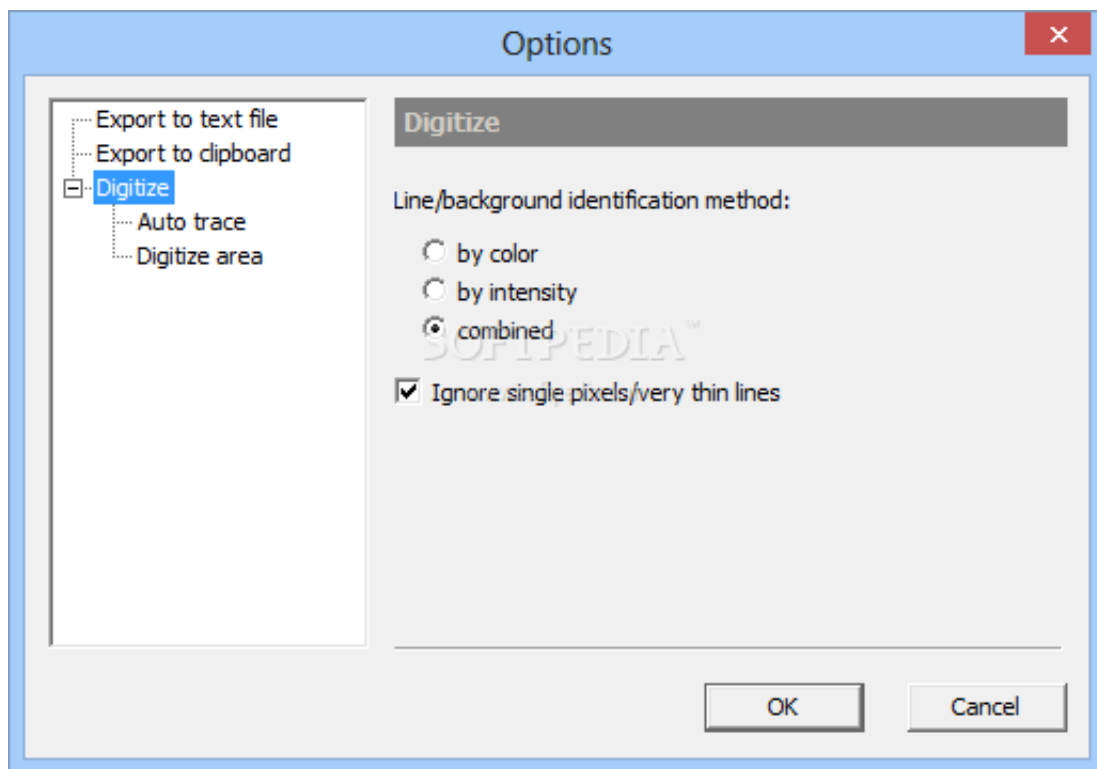 Options
Export to text file
Export to clipboard
Digitize
Auto trace
Digitize area
Digitize
Line/background identification method:
by color
by intensity
combined
SOFTPEDIA™
Ignore single pixels/very thin lines
OK
Cancel